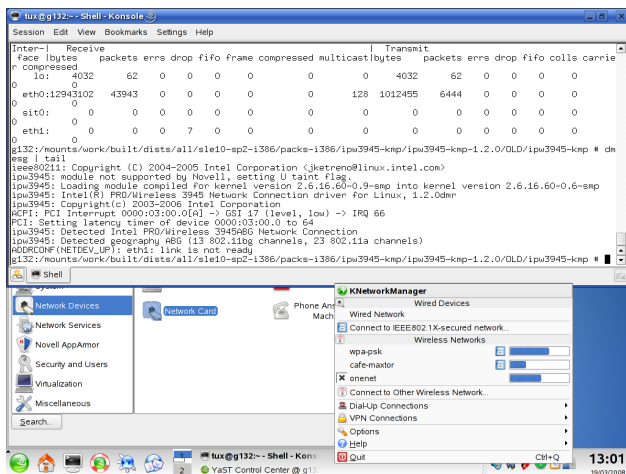 tux@g132:~ - Shell - Konsole
Session Edit View Bookmarks Settings Help
Inter-| Receive | Transmit
face |bytes packets errs drop fifo frame compressed multicast|bytes packets errs drop fifo colls carrie
r compressed
lo: 4032 62 0 0 0 0 0 0 4032 62 0 0 0 0
0 0
eth0:12943102 43943 0 0 0 0 0 128 1012455 6444 0 0 0 0
0 0
sit0: 0 0 0 0 0 0 0 0 0 0 0 0 0 0
0 0
eth1: 0 0 0 7 0 0 0 0 0 0 0 0 0 0
0 0
g132:/mounts/work/built/dists/all/sle10-sp2-i386/packs-i386/ipw3945-kmp/ipw3945-kmp-1.2.0/OLD/ipw3945-kmp # dm
esg | tail
ieee80211: Copyright (C) 2004-2005 Intel Corporation <jketreno@linux.intel.com>
ipw3945: module not supported by Novell, setting U taint flag.
ipw3945: Loading module compiled for kernel version 2.6.16.60-0.9-smp into kernel version 2.6.16.60-0.6-smp
ipw3945: Intel(R) PRO/Wireless 3945 Network Connection driver for Linux, 1.2.0dmr
ipw3945: Copyright(c) 2003-2006 Intel Corporation
ACPI: PCI Interrupt 0000:03:00.0[A] -> GSI 17 (level, low) -> IRQ 66
PCI: Setting latency timer of device 0000:03:00.0 to 64
ipw3945: Detected Intel PRO/Wireless 3945ABG Network Connection
ipw3945: Detected geography ABG (13 802.11bg channels, 23 802.11a channels)
ADDRCONF(NETDEV_UP): eth1: link is not ready
g132:/mounts/work/built/dists/all/sle10-sp2-i386/packs-i386/ipw3945-kmp/ipw3945-kmp-1.2.0/OLD/ipw3945-kmp #
Shell
System
Network Devices
Network Services
Novell AppArmor
Security and Users
Virtualization
Miscellaneous
Search...
Network Card
Phone Ans
Mach
KNetworkManager
Wired Devices
Wired Network
Connect to IEEE802.1X-secured network...
Wireless Networks
wpa-psk
cafe-maxtor
onenet
Connect to Other Wireless Network...
Dial-Up Connections
VPN Connections
Options
Help
Quit Ctrl+Q
1
2
tux@g132:~ - Shell - Kons
YaST Control Center @ g13
13:01
19/03/2008